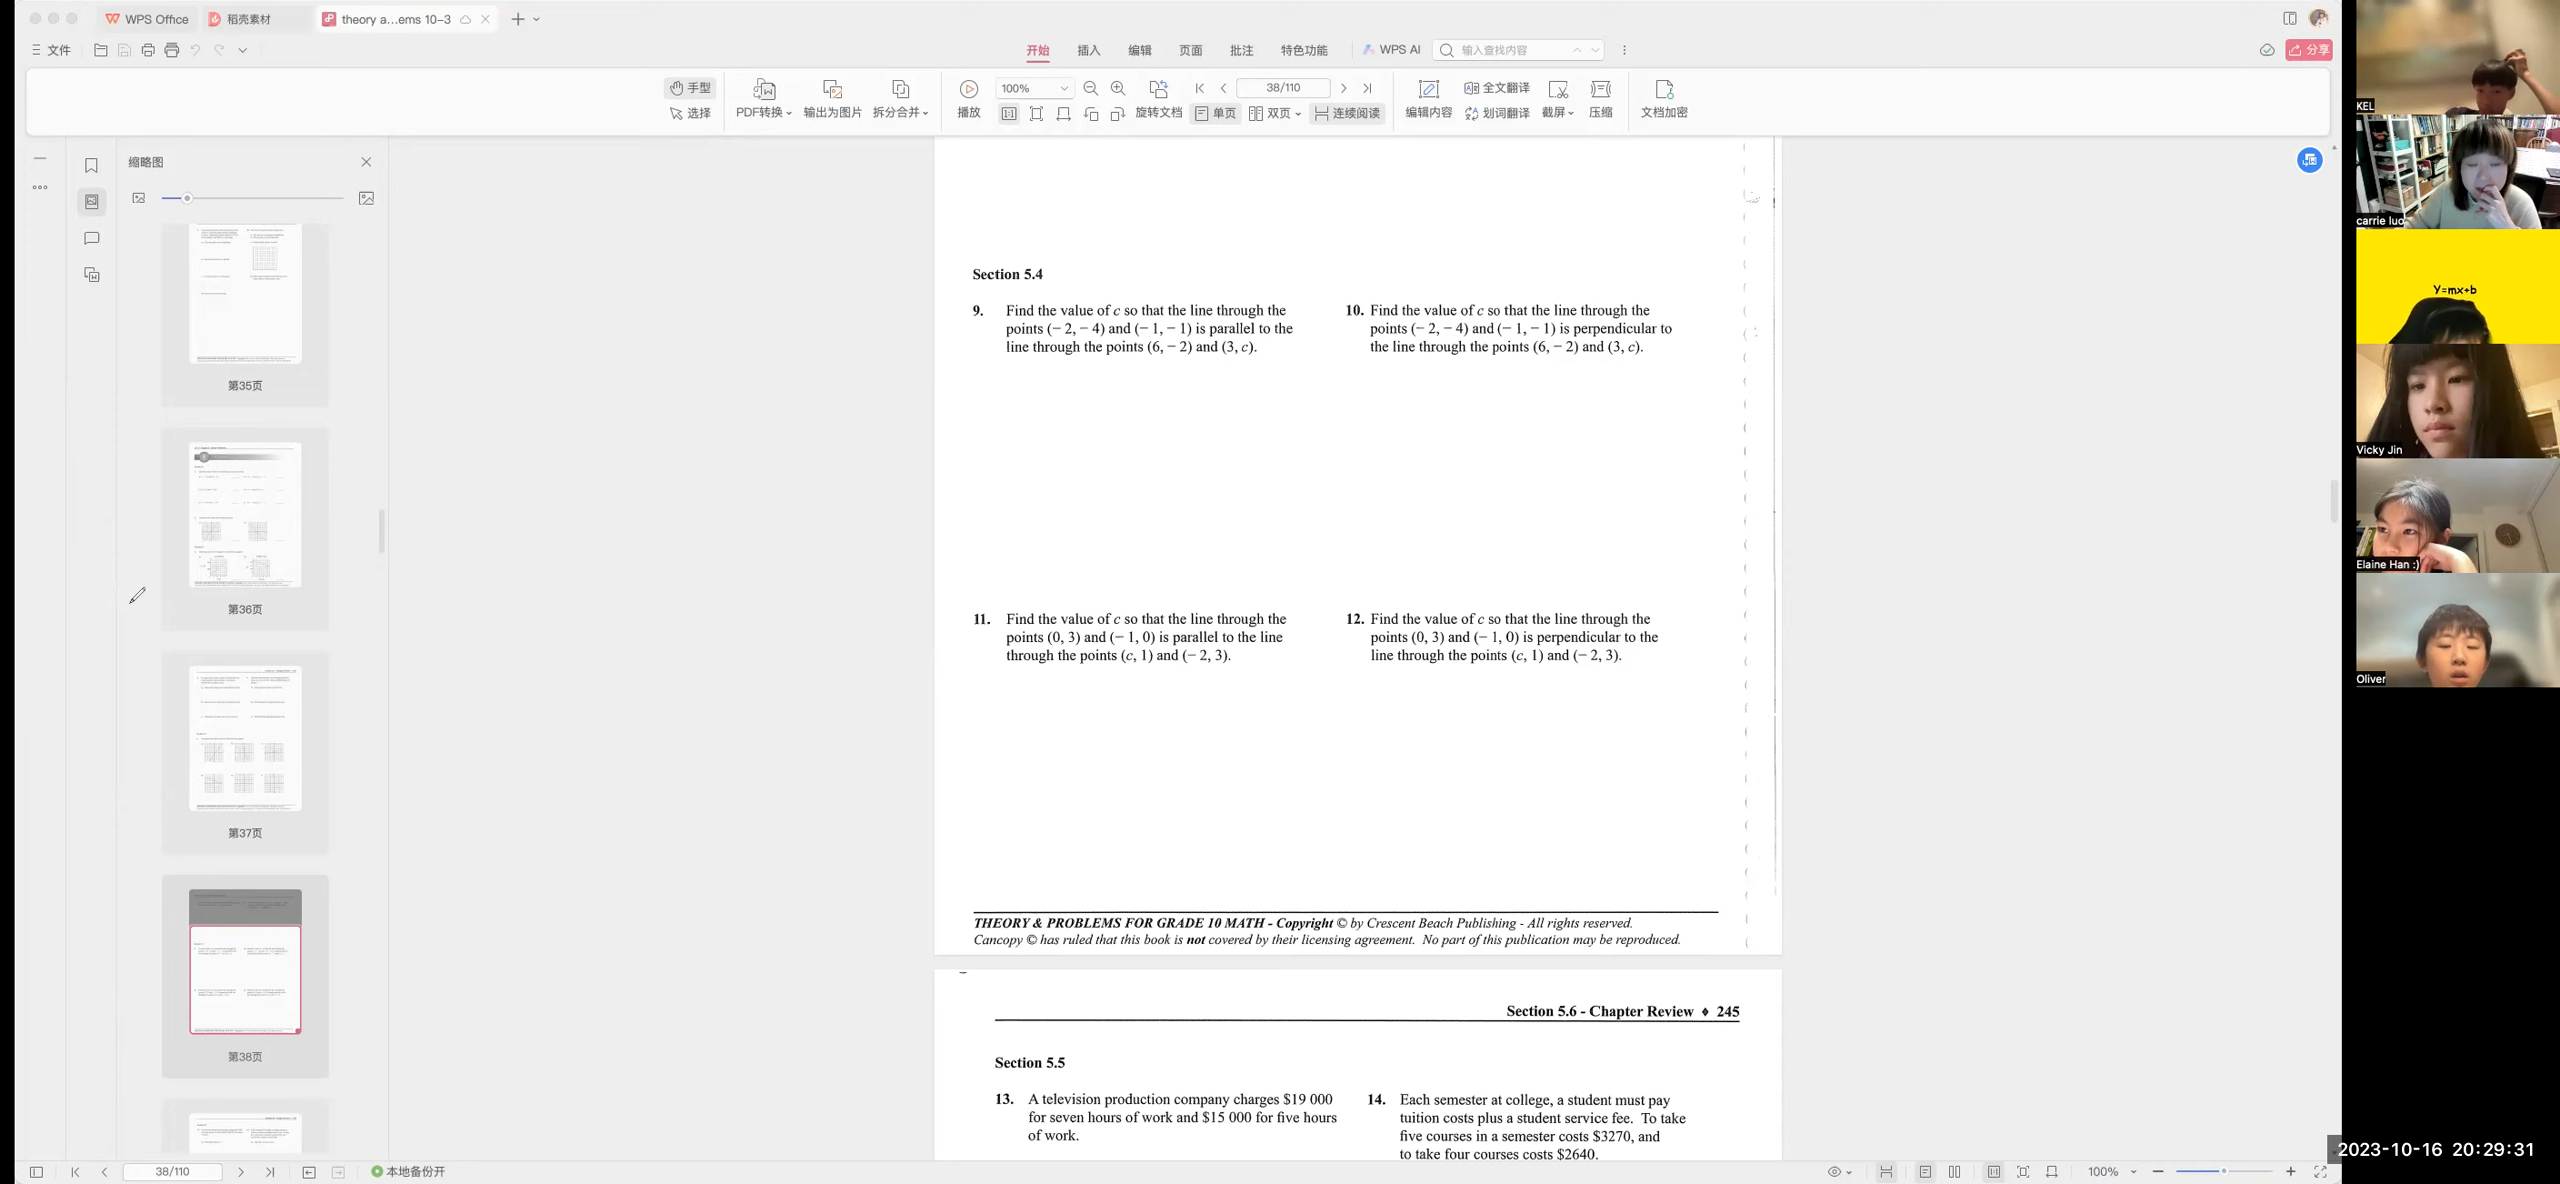 WPS Office
稻壳素材
theory a...ems 10-3
文件
开始
插入
编辑
页面
批注
特色功能
WPS AI
输入查找内容
分享
手型
选择
PDF转换
输出为图片
拆分合并
播放
100%
旋转文档
38/110
单页
双页
连续阅读
编辑内容
全文翻译
划词翻译
截屏
压缩
文档加密
缩略图
第35页
第36页
第37页
第38页
Section 5.4
9. Find the value of c so that the line through the
points (− 2, − 4) and (− 1, − 1) is parallel to the
line through the points (6, − 2) and (3, c).
10. Find the value of c so that the line through the
points (− 2, − 4) and (− 1, − 1) is perpendicular to
the line through the points (6, − 2) and (3, c).
11. Find the value of c so that the line through the
points (0, 3) and (− 1, 0) is parallel to the line
through the points (c, 1) and (− 2, 3).
12. Find the value of c so that the line through the
points (0, 3) and (− 1, 0) is perpendicular to the
line through the points (c, 1) and (− 2, 3).
THEORY & PROBLEMS FOR GRADE 10 MATH - Copyright © by Crescent Beach Publishing - All rights reserved.
Cancopy © has ruled that this book is not covered by their licensing agreement. No part of this publication may be reproduced.
Section 5.6 - Chapter Review ♦ 245
Section 5.5
13. A television production company charges $19 000
for seven hours of work and $15 000 for five hours
of work.
14. Each semester at college, a student must pay
tuition costs plus a student service fee. To take
five courses in a semester costs $3270, and
to take four courses costs $2640.
38/110
本地备份开
100%
KEL
carrie luo
Y=mx+b
Vicky Jin
Elaine Han :)
Oliver
2023-10-16 20:29:31